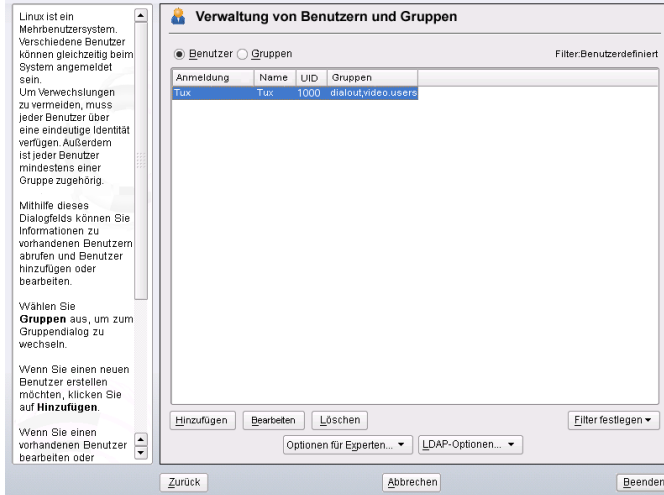 Linux ist ein
Mehrbenutzersystem.
Verschiedene Benutzer
können gleichzeitig beim
System angemeldet
sein.
Um Verwechslungen
zu vermeiden, muss
jeder Benutzer über
eine eindeutige Identität
verfügen. Außerdem
ist jeder Benutzer
mindestens einer
Gruppe zugehörig.
Mithilfe dieses
Dialogfelds können Sie
Informationen zu
vorhandenen Benutzern
abrufen und Benutzer
hinzufügen oder
bearbeiten.
Wählen Sie
Gruppen aus, um zum
Gruppendialog zu
wechseln.
Wenn Sie einen neuen
Benutzer erstellen
möchten, klicken Sie
auf Hinzufügen.
Wenn Sie einen
vorhandenen Benutzer
bearbeiten oder
Verwaltung von Benutzern und Gruppen
Benutzer Gruppen Filter:Benutzerdefiniert
Anmeldung Name UID Gruppen
Tux Tux 1000 dialout,video.users
Hinzufügen Bearbeiten Löschen Filter festlegen
Optionen für Experten... LDAP-Optionen...
Zurück Abbrechen Beenden